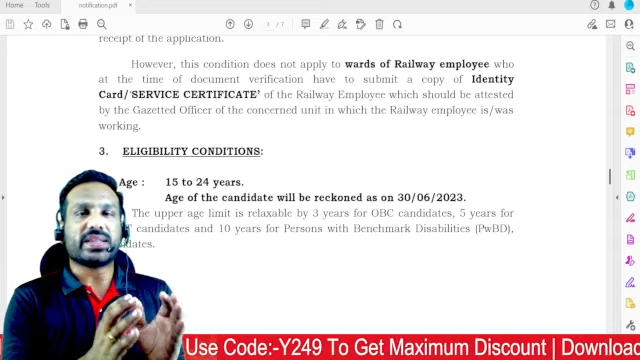 Home Tools notification.pdf
3 / 7
receipt of the application.
However, this condition does not apply to wards of Railway employee who
at the time of document verification have to submit a copy of Identity
Card/'SERVICE CERTIFICATE' of the Railway Employee which should be attested
by the Gazetted Officer of the concerned unit in which the Railway employee is/was
working.
3. ELIGIBILITY CONDITIONS:
Age : 15 to 24 years.
Age of the candidate will be reckoned as on 30/06/2023.
The upper age limit is relaxable by 3 years for OBC candidates, 5 years for
candidates and 10 years for Persons with Benchmark Disabilities (PwBD),
Use Code:-Y249 To Get Maximum Discount | Download